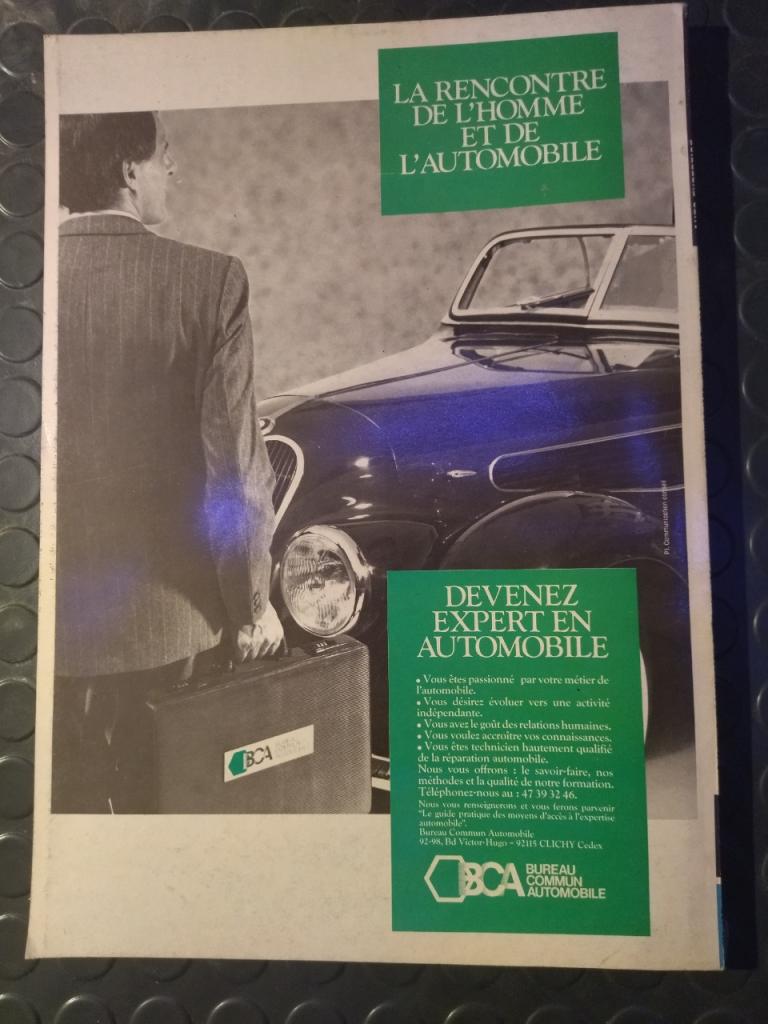 LA RENCONTRE
DE L'HOMME
ET DE
L'AUTOMOBILE
PI. Communication conseil
DEVENEZ
EXPERT EN
AUTOMOBILE
• Vous êtes passionné par votre métier de
l'automobile.
• Vous désirez évoluer vers une activité
indépendante.
• Vous avez le goût des relations humaines.
• Vous voulez accroître vos connaissances.
• Vous êtes technicien hautement qualifié
de la réparation automobile.
Nous vous offrons : le savoir-faire, nos
méthodes et la qualité de notre formation.
Téléphonez-nous au : 47 39 32 46.
Nous vous renseignerons et vous ferons parvenir
"Le guide pratique des moyens d'accès à l'expertise
automobile".
Bureau Commun Automobile
92-98, Bd Victor-Hugo – 92115 CLICHY Cedex
BCA
BCA BUREAU
COMMUN
AUTOMOBILE